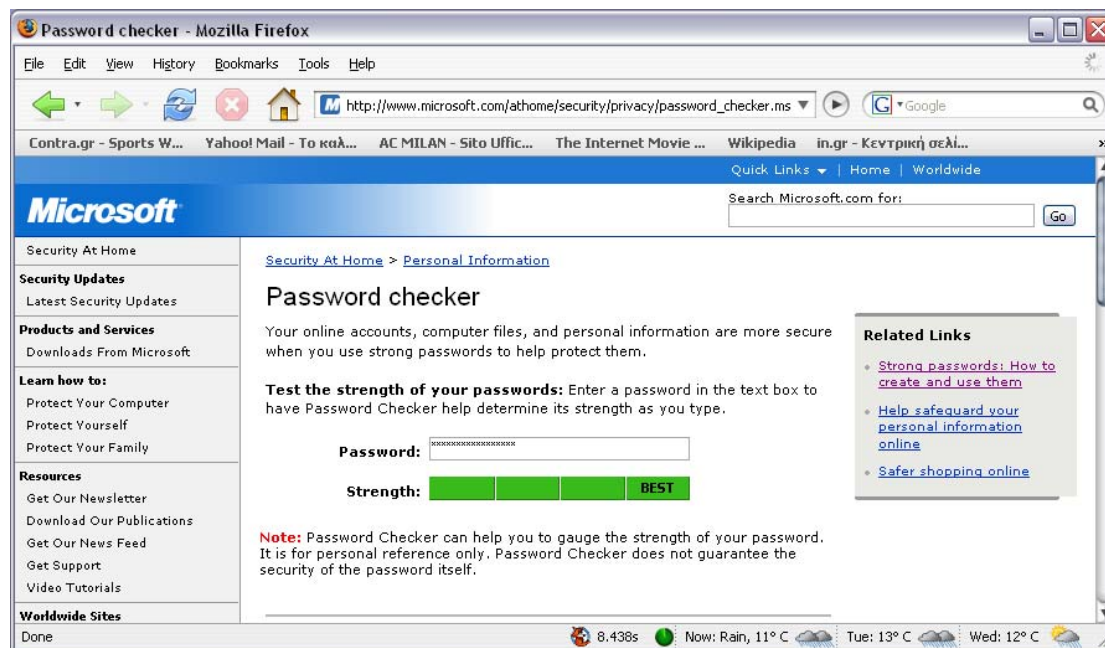 Password checker - Mozilla Firefox
File Edit View History Bookmarks Tools Help
http://www.microsoft.com/athome/security/privacy/password_checker.ms
Google
Contra.gr - Sports W... Yahoo! Mail - Το καλ... AC MILAN - Sito Uffic... The Internet Movie ... Wikipedia in.gr - Κεντρική σελί...
Quick Links | Home | Worldwide
Microsoft
Search Microsoft.com for:
Go
Security At Home
Security Updates
Latest Security Updates
Products and Services
Downloads From Microsoft
Learn how to:
Protect Your Computer
Protect Yourself
Protect Your Family
Resources
Get Our Newsletter
Download Our Publications
Get Our News Feed
Get Support
Video Tutorials
Worldwide Sites
Security At Home > Personal Information
Password checker
Your online accounts, computer files, and personal information are more secure
when you use strong passwords to help protect them.
Test the strength of your passwords: Enter a password in the text box to
have Password Checker help determine its strength as you type.
Password:
Strength: BEST
Note: Password Checker can help you to gauge the strength of your password.
It is for personal reference only. Password Checker does not guarantee the
security of the password itself.
Related Links
Strong passwords: How to
create and use them
Help safeguard your
personal information
online
Safer shopping online
Done 8.438s Now: Rain, 11° C Tue: 13° C Wed: 12° C